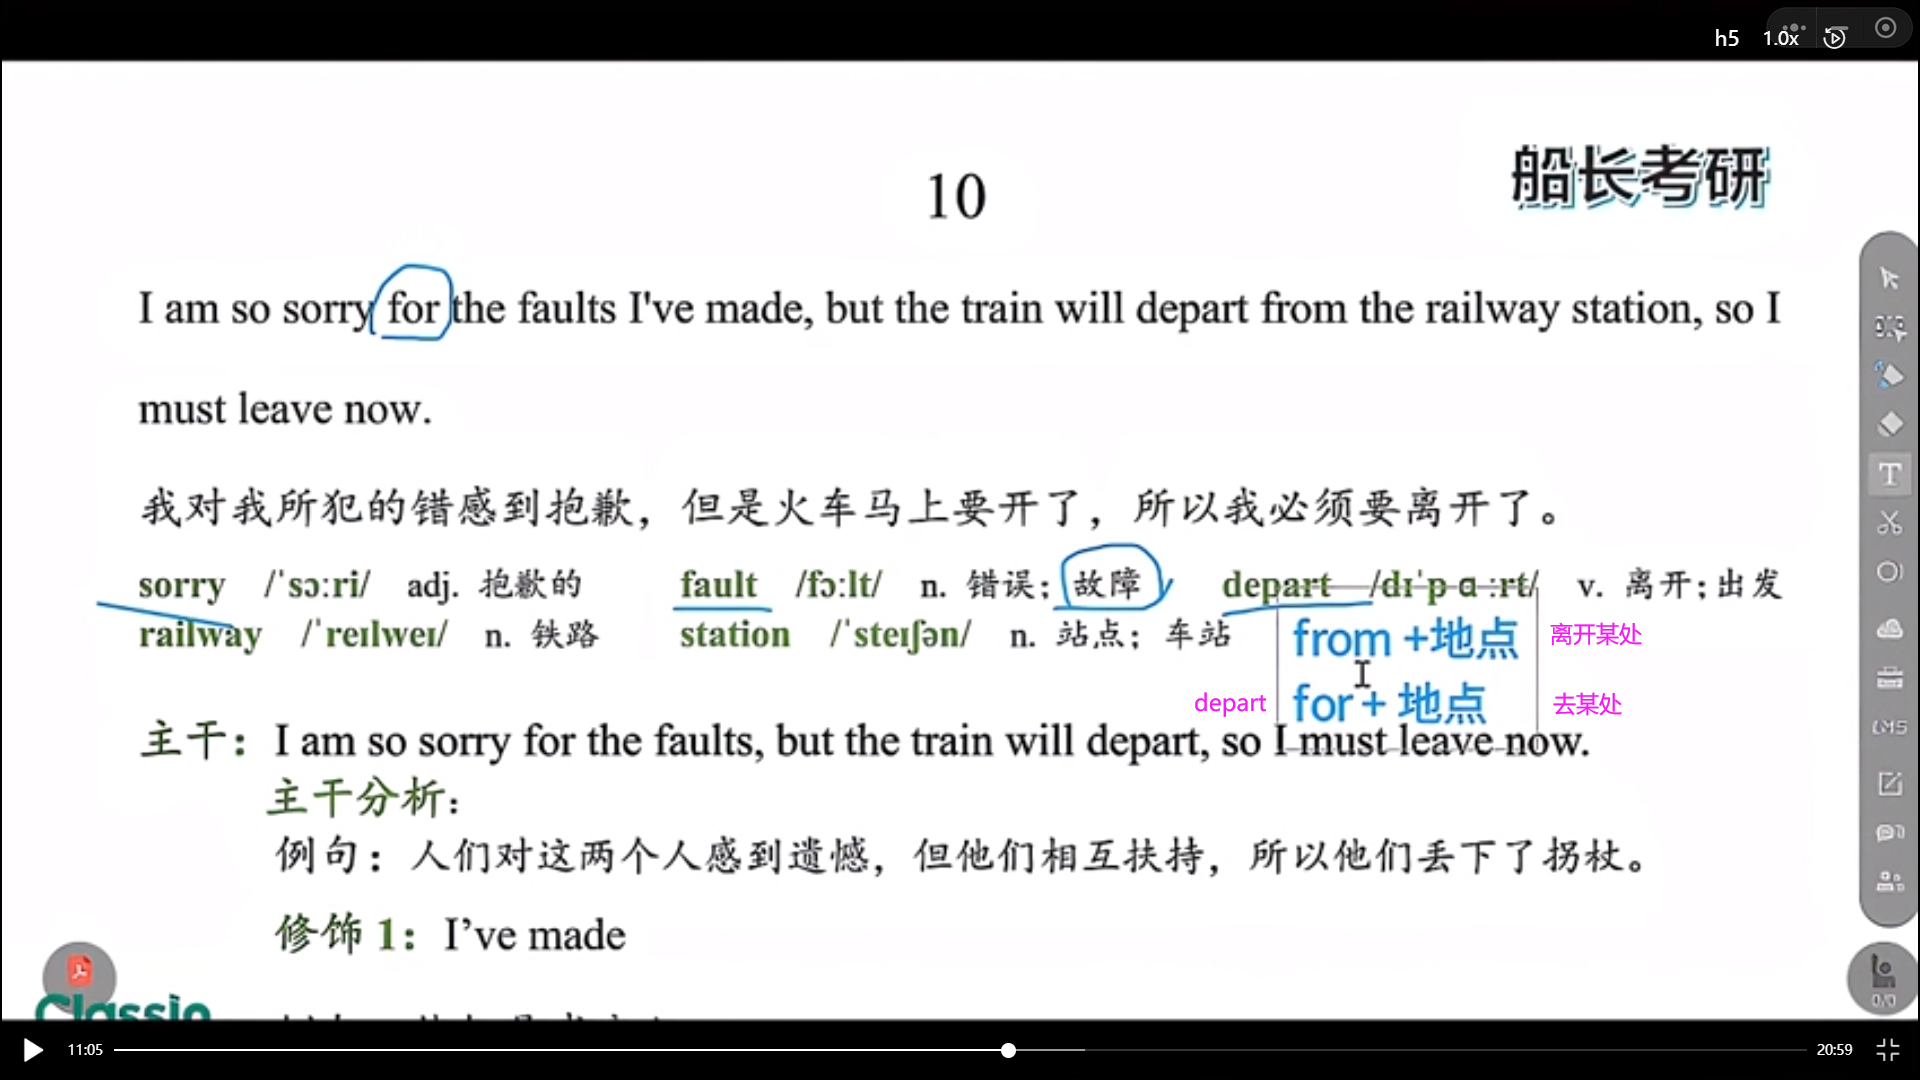 h5 1.0x
船长考研
10
I am so sorry for the faults I've made, but the train will depart from the railway station, so I
must leave now.
我对我所犯的错感到抱歉，但是火车马上要开了，所以我必须要离开了。
sorry /ˈsɔːri/ adj. 抱歉的 fault /fɔːlt/ n. 错误；故障 depart /dɪˈpɑːrt/ v. 离开；出发
railway /ˈreɪlweɪ/ n. 铁路 station /ˈsteɪʃən/ n. 站点；车站 from +地点 离开某处
depart for + 地点 去某处
主干：I am so sorry for the faults, but the train will depart, so I must leave now.
主干分析：
例句：人们对这两个人感到遗憾，但他们相互扶持，所以他们丢下了拐杖。
修饰 1：I’ve made
Classin
0/0
11:05 20:59